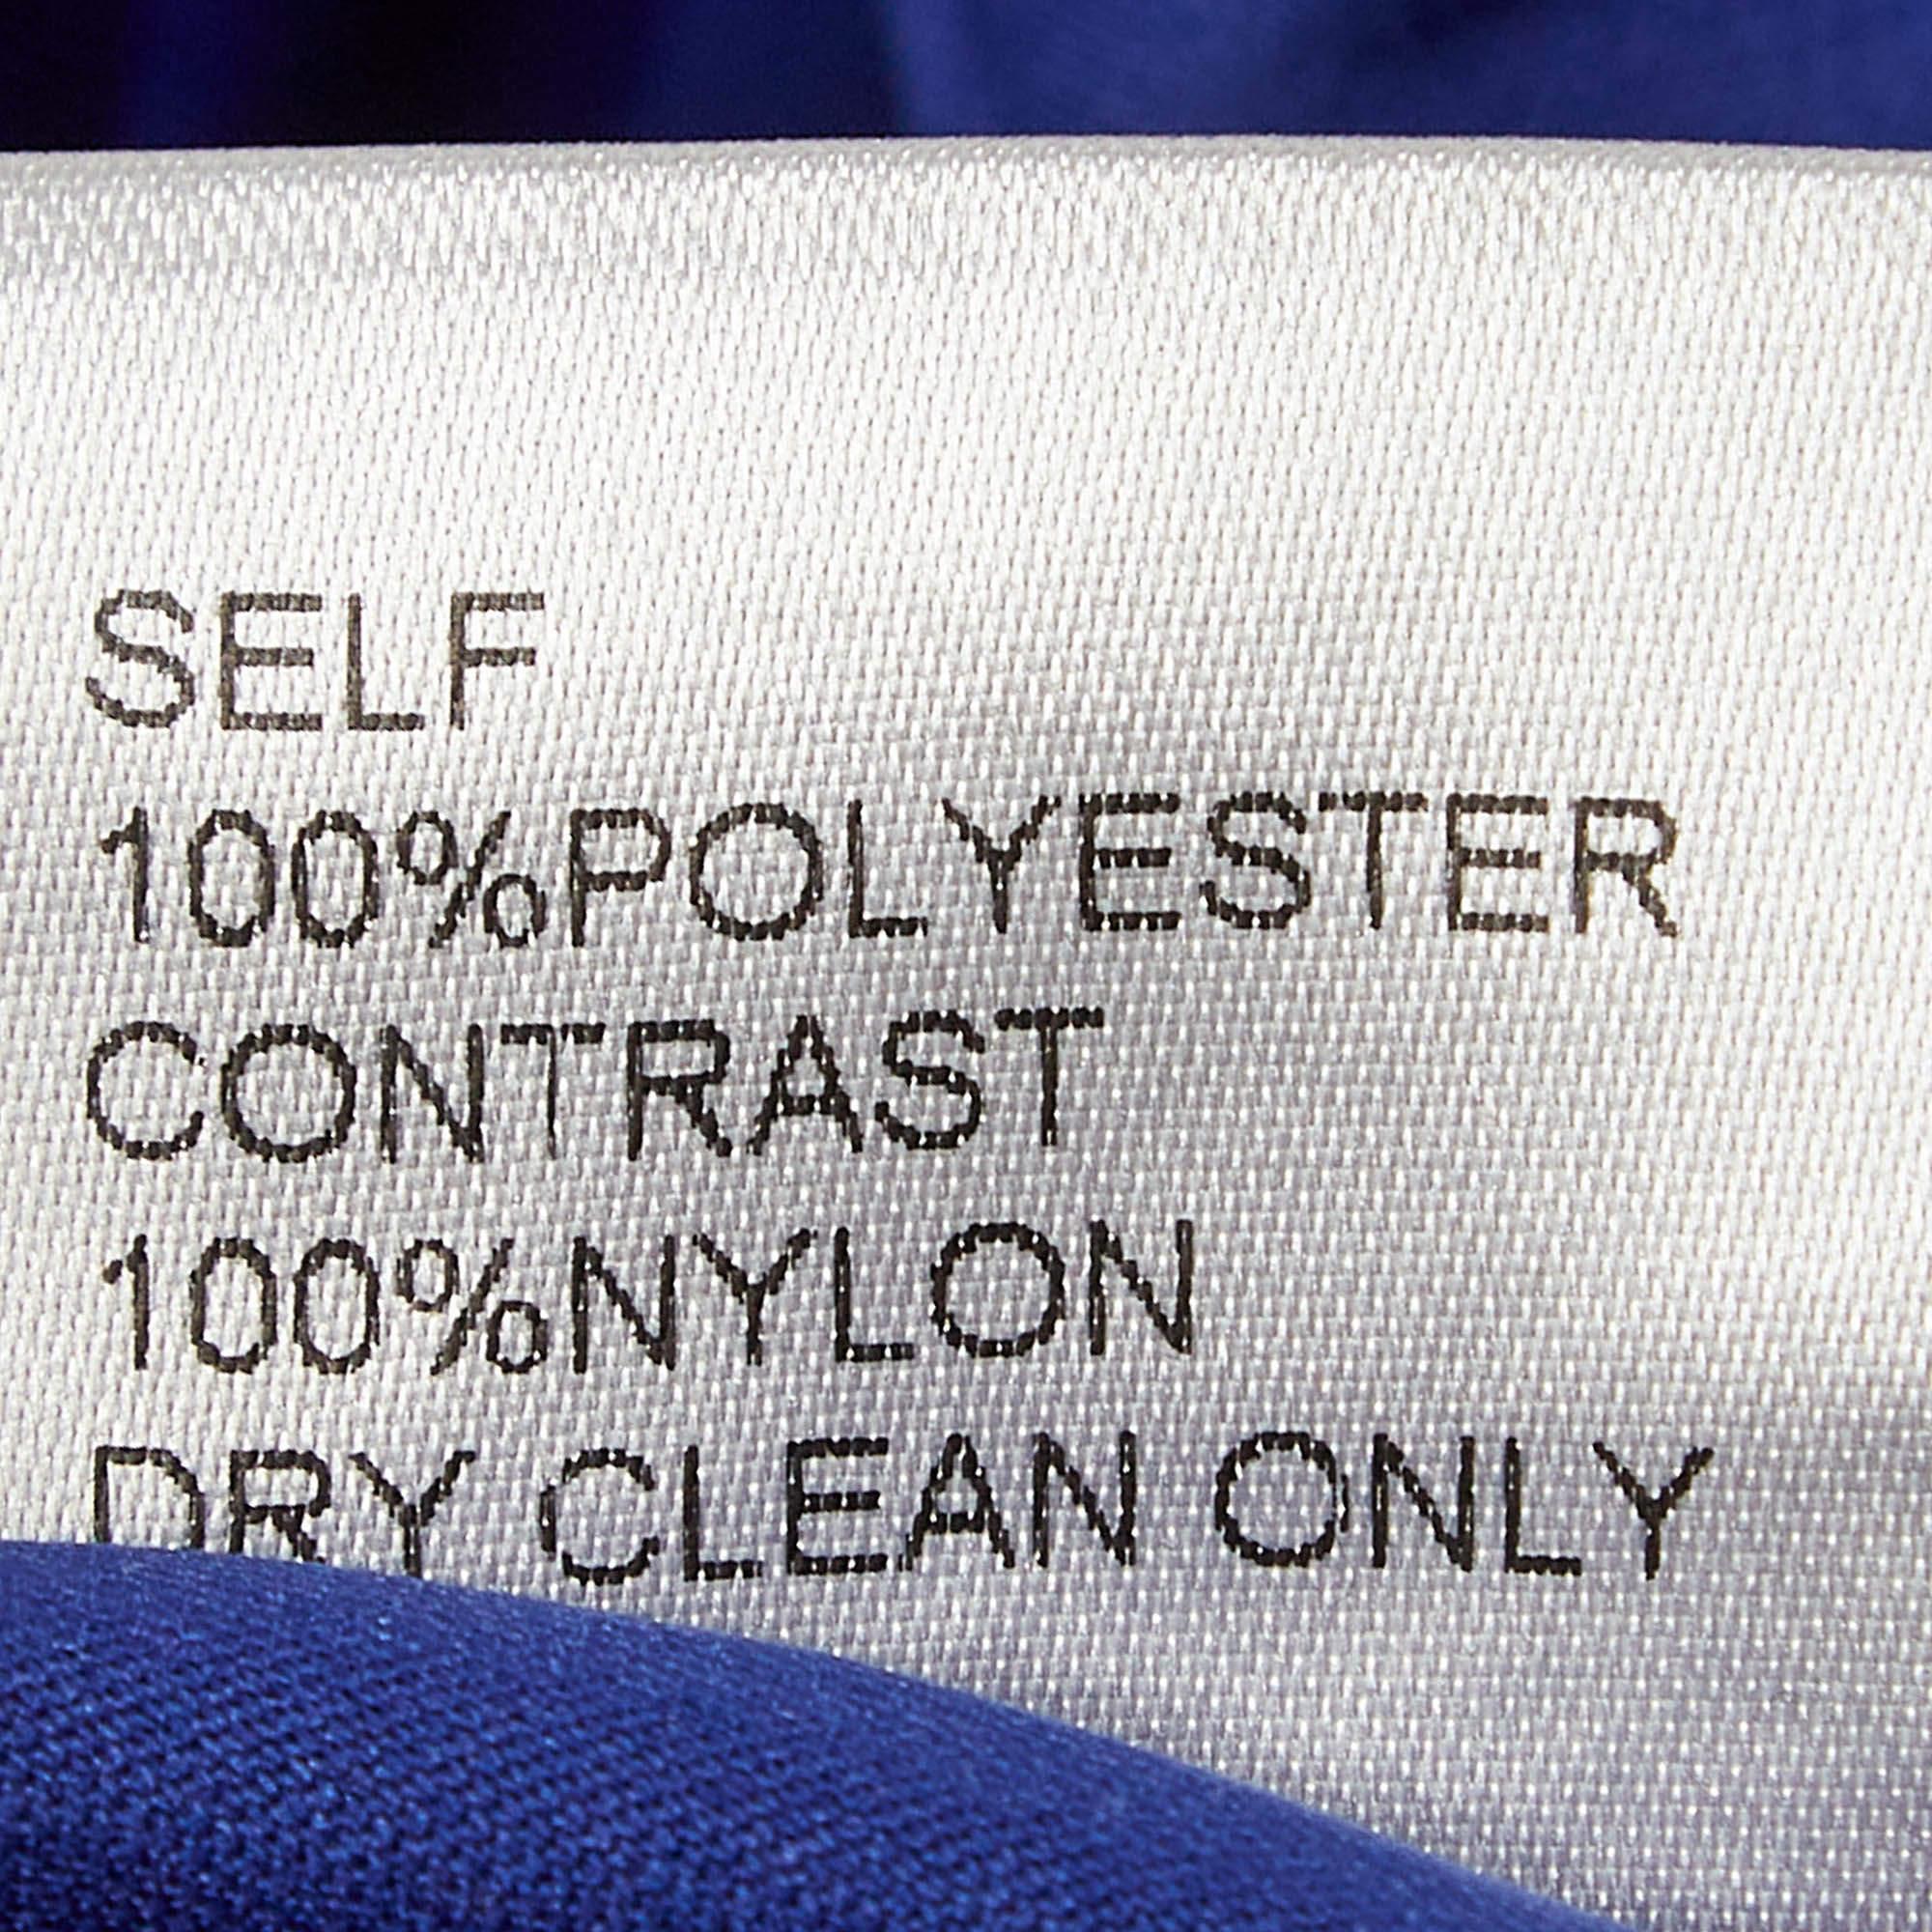 SELF
100%POLYESTER
CONTRAST
100%NYLON
DRY CLEAN ONLY